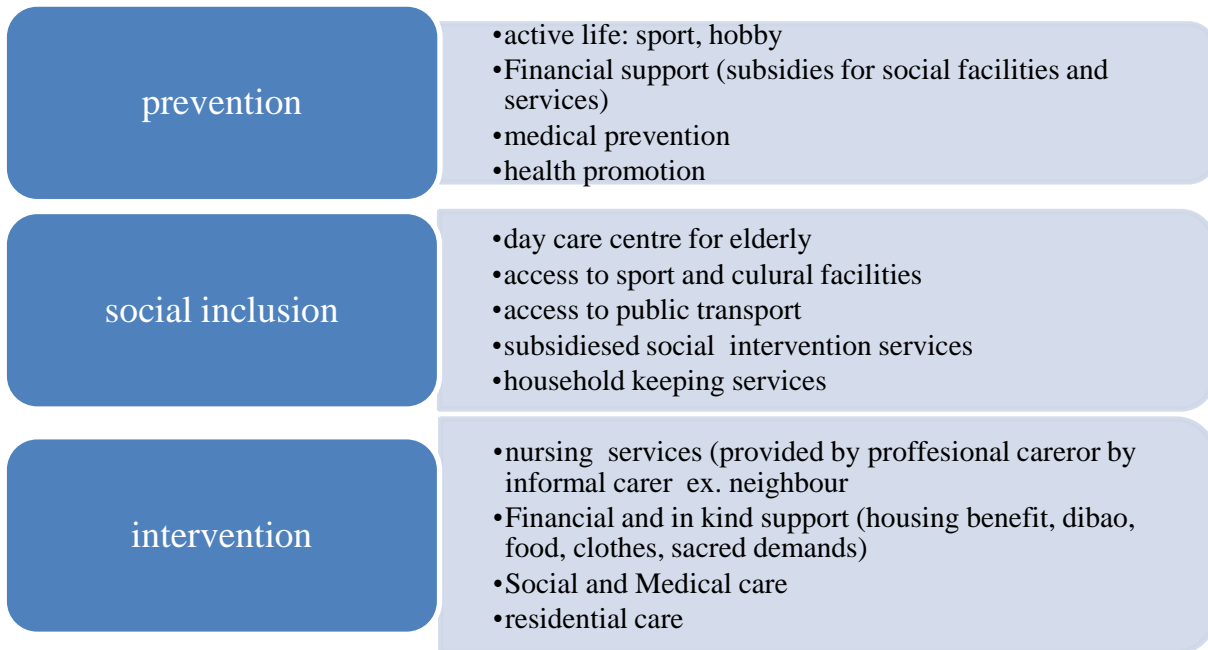 prevention
•active life: sport, hobby
•Financial support (subsidies for social facilities and
services)
•medical prevention
•health promotion
social inclusion
•day care centre for elderly
•access to sport and culural facilities
•access to public transport
•subsidiesed social intervention services
•household keeping services
intervention
•nursing services (provided by proffesional careror by
informal carer ex. neighbour
•Financial and in kind support (housing benefit, dibao,
food, clothes, sacred demands)
•Social and Medical care
•residential care